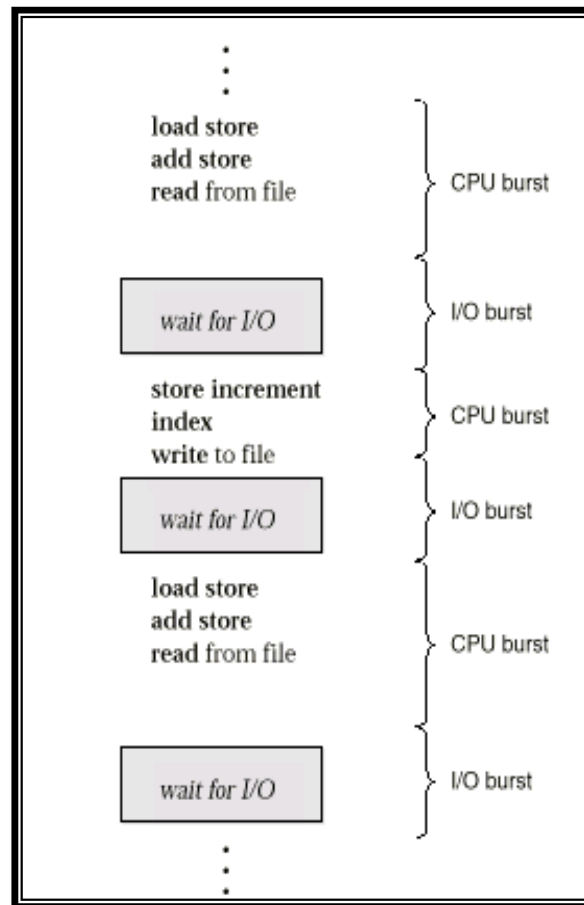 load store
add store
read from file
CPU burst
wait for I/O
I/O burst
store increment
index
write to file
CPU burst
wait for I/O
I/O burst
load store
add store
read from file
CPU burst
wait for I/O
I/O burst